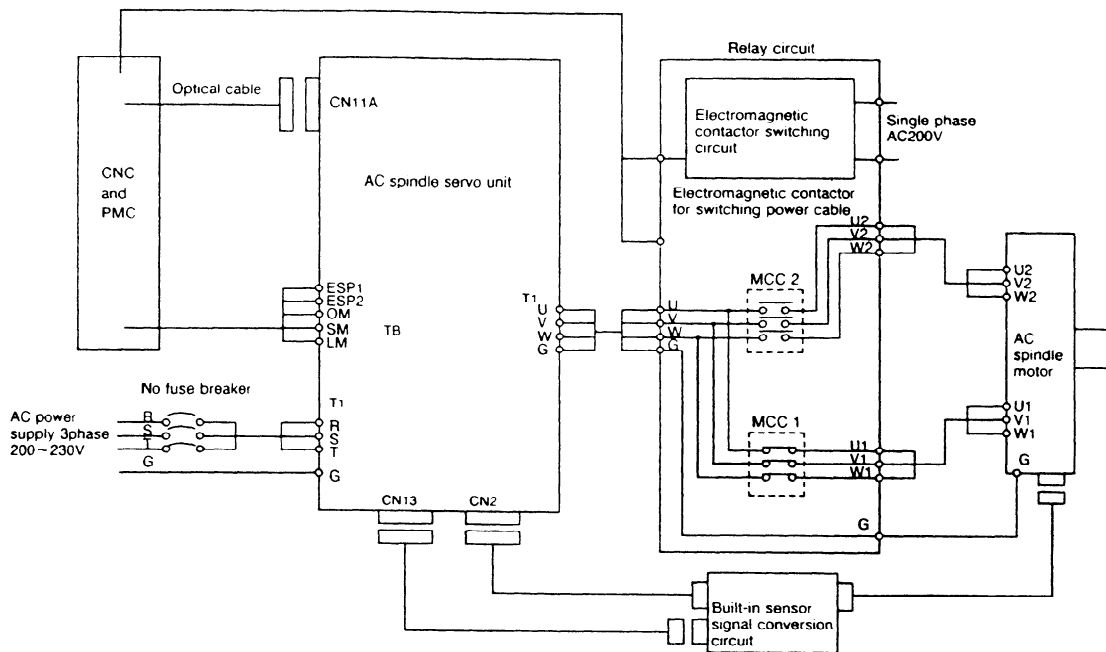 Relay circuit
Optical cable
CN11A
Electromagnetic
contactor switching
circuit
Single phase
AC200V
CNC
and
PMC
AC spindle servo unit
Electromagnetic contactor
for switching power cable
U2
V2
W2
MCC 2
U2
V2
W2
ESP1
ESP2
OM
SM
LM
TB
T1
U
V
W
G
U
V
W
G
AC
spindle
motor
No fuse breaker
AC power
supply 3phase
200~230V
R
S
T
G
T1
R
S
T
G
MCC 1
U1
V1
W1
U1
V1
W1
G
CN13
CN2
G
Built-in sensor
signal conversion
circuit